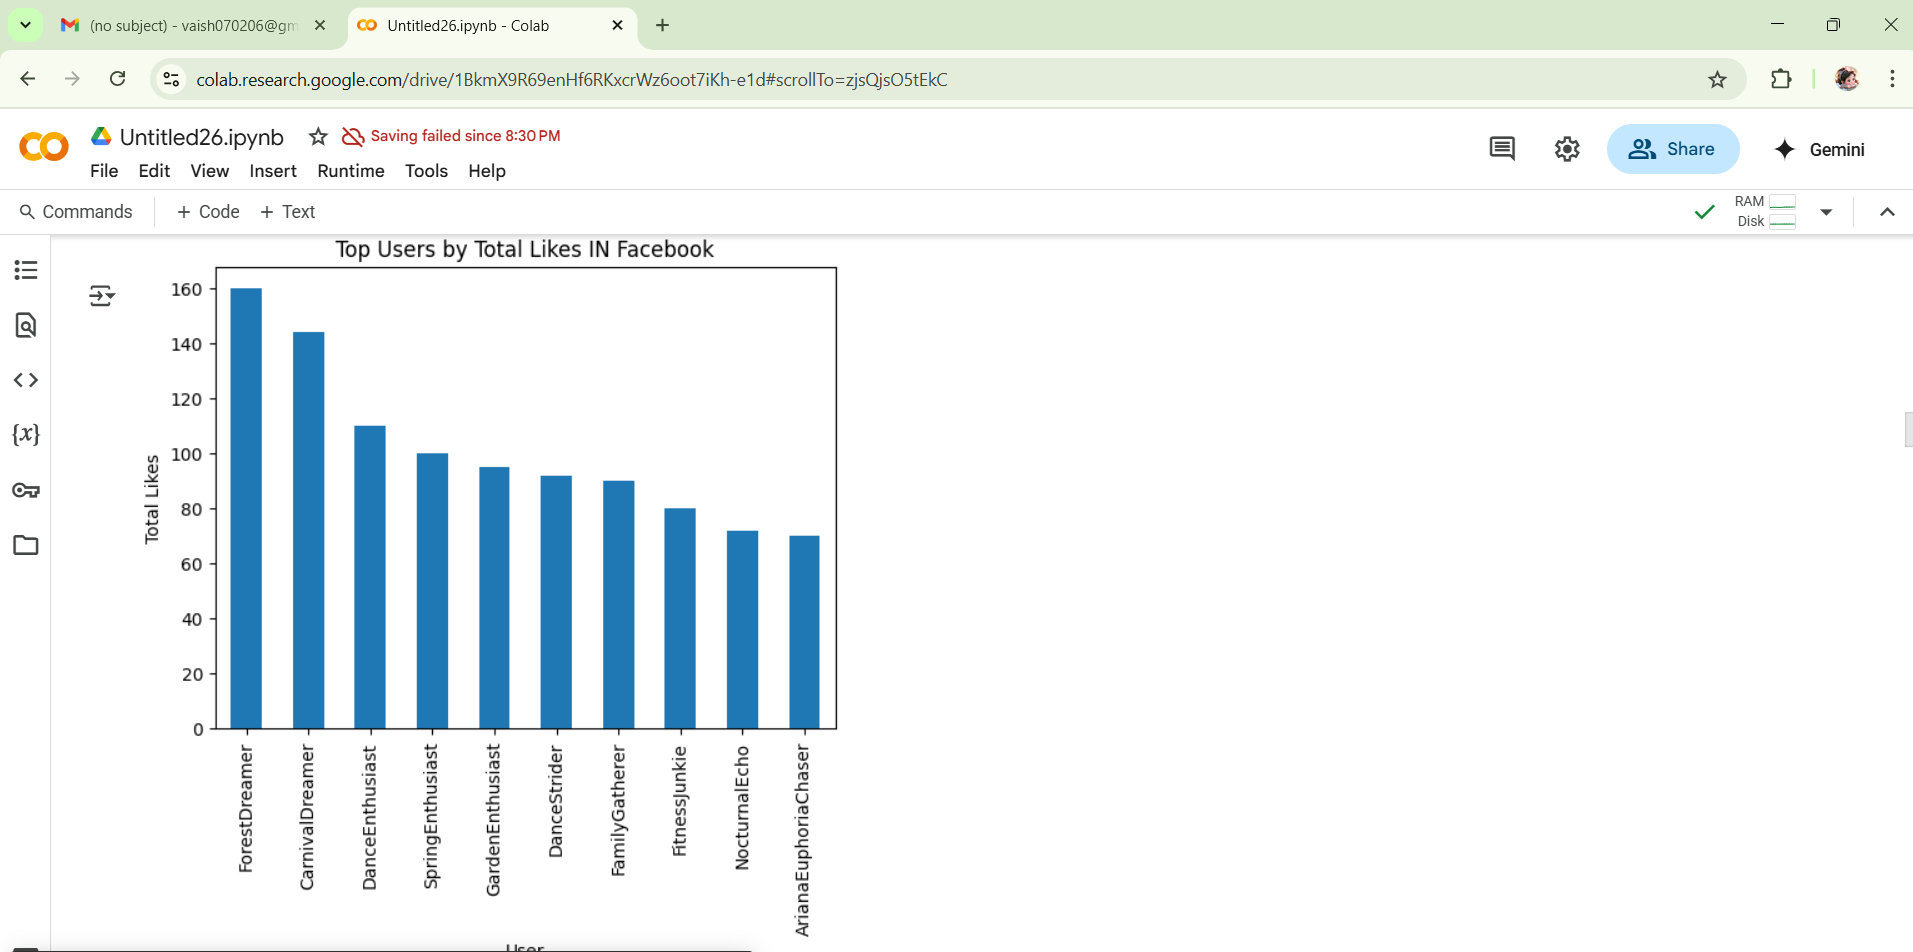 (no subject) - vaish070206@gm
Untitled26.ipynb - Colab
colab.research.google.com/drive/1BkmX9R69enHf6RKxcrWz6oot7iKh-e1d#scrollTo=zjsQjsO5tEkC
Untitled26.ipynb
Saving failed since 8:30 PM
File Edit View Insert Runtime Tools Help
Share
Gemini
Commands
+ Code + Text
RAM
Disk
Top Users by Total Likes IN Facebook
Total Likes
160
140
120
100
80
60
40
20
0
ForestDreamer
CarnivalDreamer
DanceEnthusiast
SpringEnthusiast
GardenEnthusiast
DanceStrider
FamilyGatherer
FitnessJunkie
NocturnalEcho
ArianaEuphoriaChaser
User